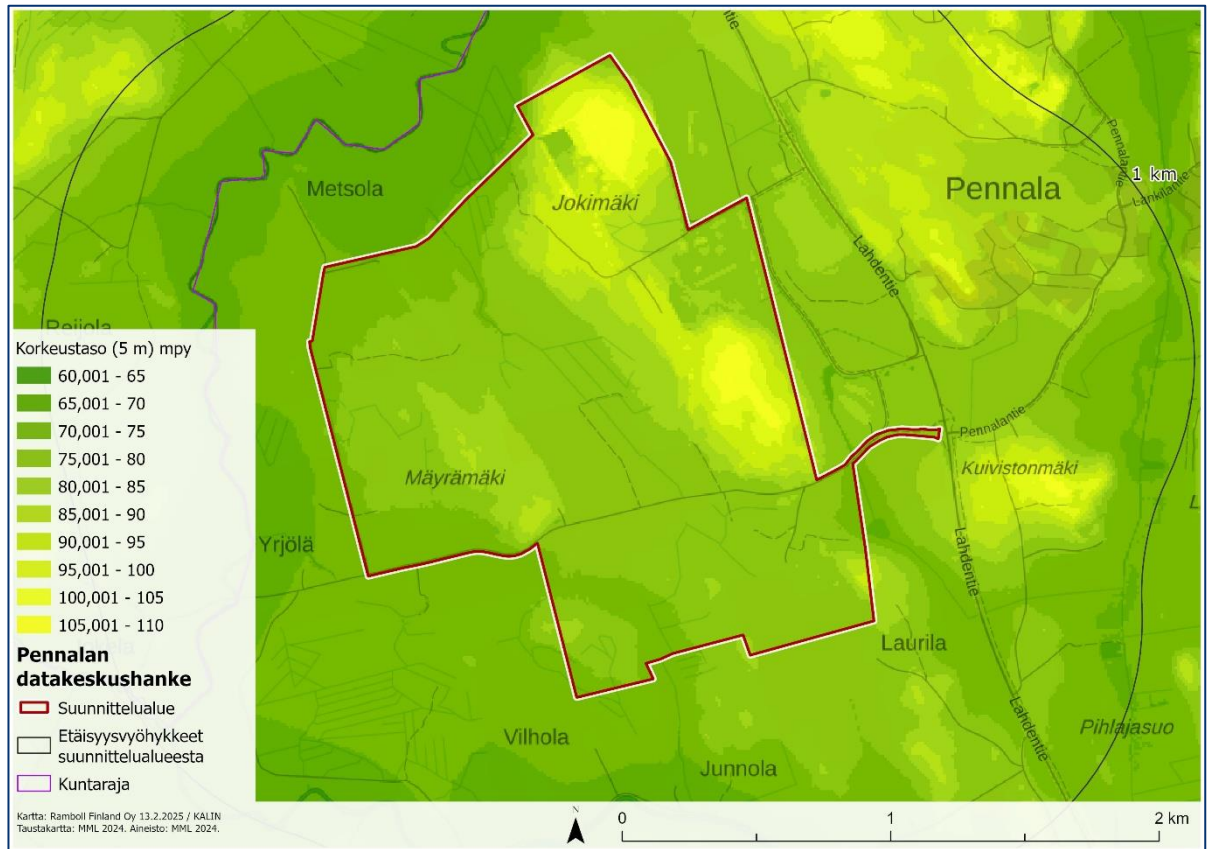 Metsola
Jokimäki
Pennala
Pennalantie
1 km
Länkilantie
Lahdentie
Reijola
Korkeustaso (5 m) mpy
60,001 - 65
65,001 - 70
70,001 - 75
75,001 - 80
80,001 - 85
85,001 - 90
90,001 - 95
95,001 - 100
100,001 - 105
105,001 - 110
Pennalan
datakeskushanke
Suunnittelualue
Etäisyysvyöhykkeet
suunnittelualueesta
Kuntaraja
Kartta: Ramboll Finland Oy 13.2.2025 / KALIN
Taustakartta: MML 2024. Aineisto: MML 2024.
Mäyrämäki
Pennalantie
Kuivistonmäki
L
Yrjölä
Lahdentie
Laurila
Lahdentie
Pihlajasuo
Vilhola
Junnola
N
0
1
2 km